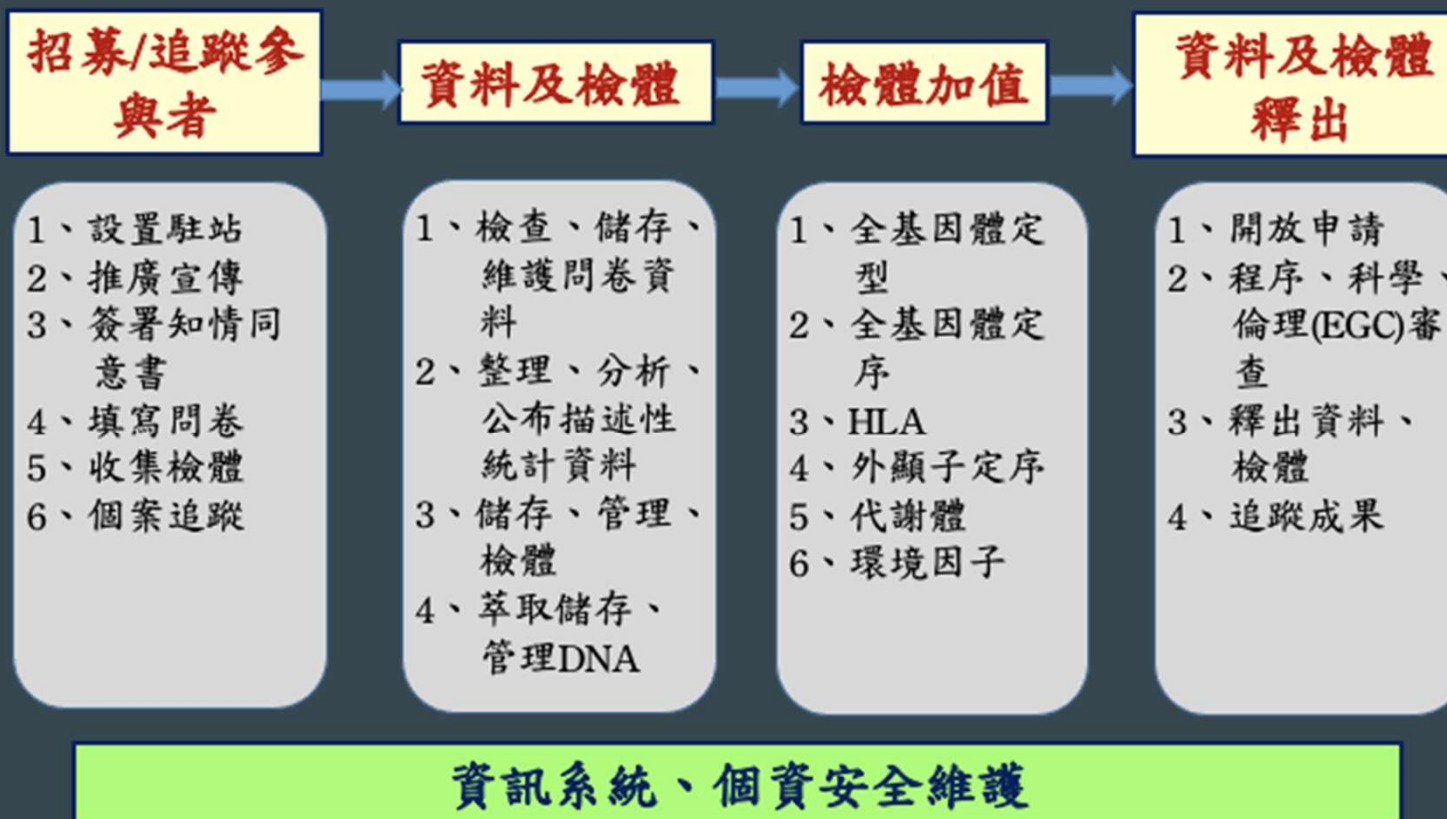 招募/追蹤參
與者
資料及檢體
檢體加值
資料及檢體
釋出
1、設置駐站
2、推廣宣傳
3、簽署知情同
意書
4、填寫問卷
5、收集檢體
6、個案追蹤
1、檢查、儲存、
維護問卷資
料
2、整理、分析、
公布描述性
統計資料
3、儲存、管理、
檢體
4、萃取儲存、
管理DNA
1、全基因體定
型
2、全基因體定
序
3、HLA
4、外顯子定序
5、代謝體
6、環境因子
1、開放申請
2、程序、科學、
倫理(EGC)審
查
3、釋出資料、
檢體
4、追蹤成果
資訊系統、個資安全維護